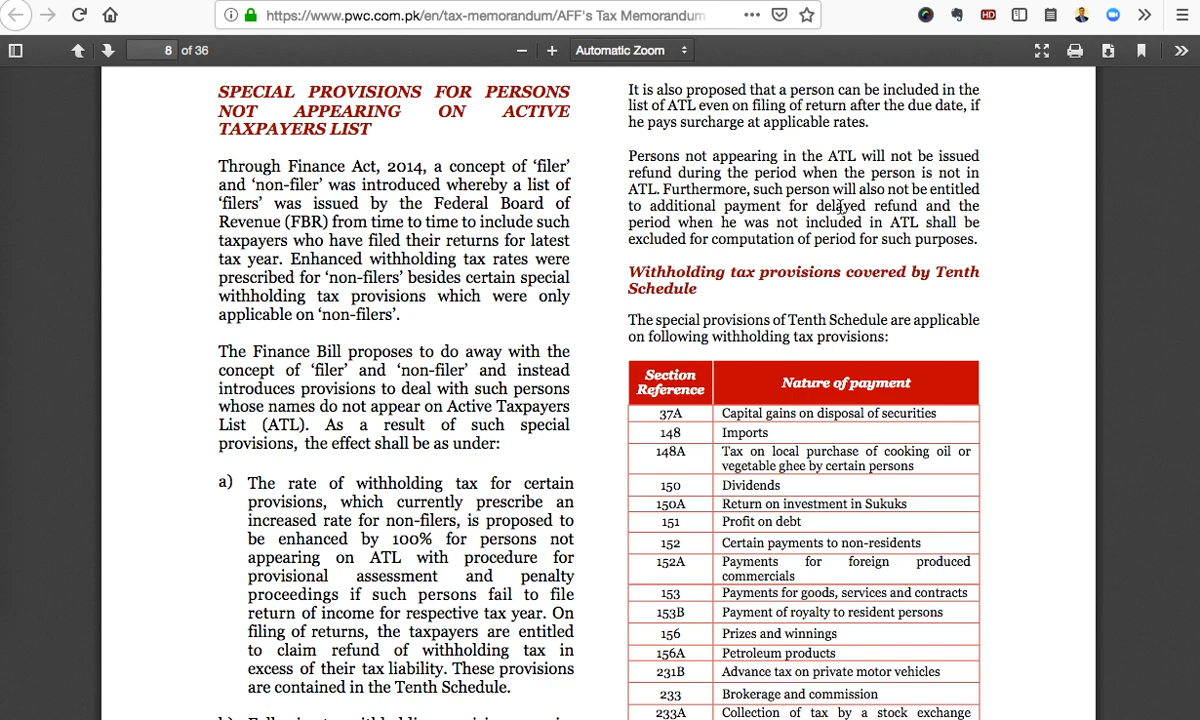 https://www.pwc.com.pk/en/tax-memorandum/AFF's Tax Memorandum
HD
8 of 36
Automatic Zoom
SPECIAL PROVISIONS FOR PERSONS
NOT APPEARING ON ACTIVE
TAXPAYERS LIST
Through Finance Act, 2014, a concept of 'filer'
and 'non-filer' was introduced whereby a list of
'filers' was issued by the Federal Board of
Revenue (FBR) from time to time to include such
taxpayers who have filed their returns for latest
tax year. Enhanced withholding tax rates were
prescribed for 'non-filers' besides certain special
withholding tax provisions which were only
applicable on 'non-filers'.
The Finance Bill proposes to do away with the
concept of 'filer' and 'non-filer' and instead
introduces provisions to deal with such persons
whose names do not appear on Active Taxpayers
List (ATL). As a result of such special
provisions, the effect shall be as under:
a) The rate of withholding tax for certain
provisions, which currently prescribe an
increased rate for non-filers, is proposed to
be enhanced by 100% for persons not
appearing on ATL with procedure for
provisional assessment and penalty
proceedings if such persons fail to file
return of income for respective tax year. On
filing of returns, the taxpayers are entitled
to claim refund of withholding tax in
excess of their tax liability. These provisions
are contained in the Tenth Schedule.
It is also proposed that a person can be included in the
list of ATL even on filing of return after the due date, if
he pays surcharge at applicable rates.
Persons not appearing in the ATL will not be issued
refund during the period when the person is not in
ATL. Furthermore, such person will also not be entitled
to additional payment for delayed refund and the
period when he was not included in ATL shall be
excluded for computation of period for such purposes.
Withholding tax provisions covered by Tenth
Schedule
The special provisions of Tenth Schedule are applicable
on following withholding tax provisions:
Section Reference Nature of payment
37A Capital gains on disposal of securities
148 Imports
148A Tax on local purchase of cooking oil or
vegetable ghee by certain persons
150 Dividends
150A Return on investment in Sukuks
151 Profit on debt
152 Certain payments to non-residents
152A Payments for foreign produced
commercials
153 Payments for goods, services and contracts
153B Payment of royalty to resident persons
156 Prizes and winnings
156A Petroleum products
231B Advance tax on private motor vehicles
233 Brokerage and commission
233A Collection of tax by a stock exchange